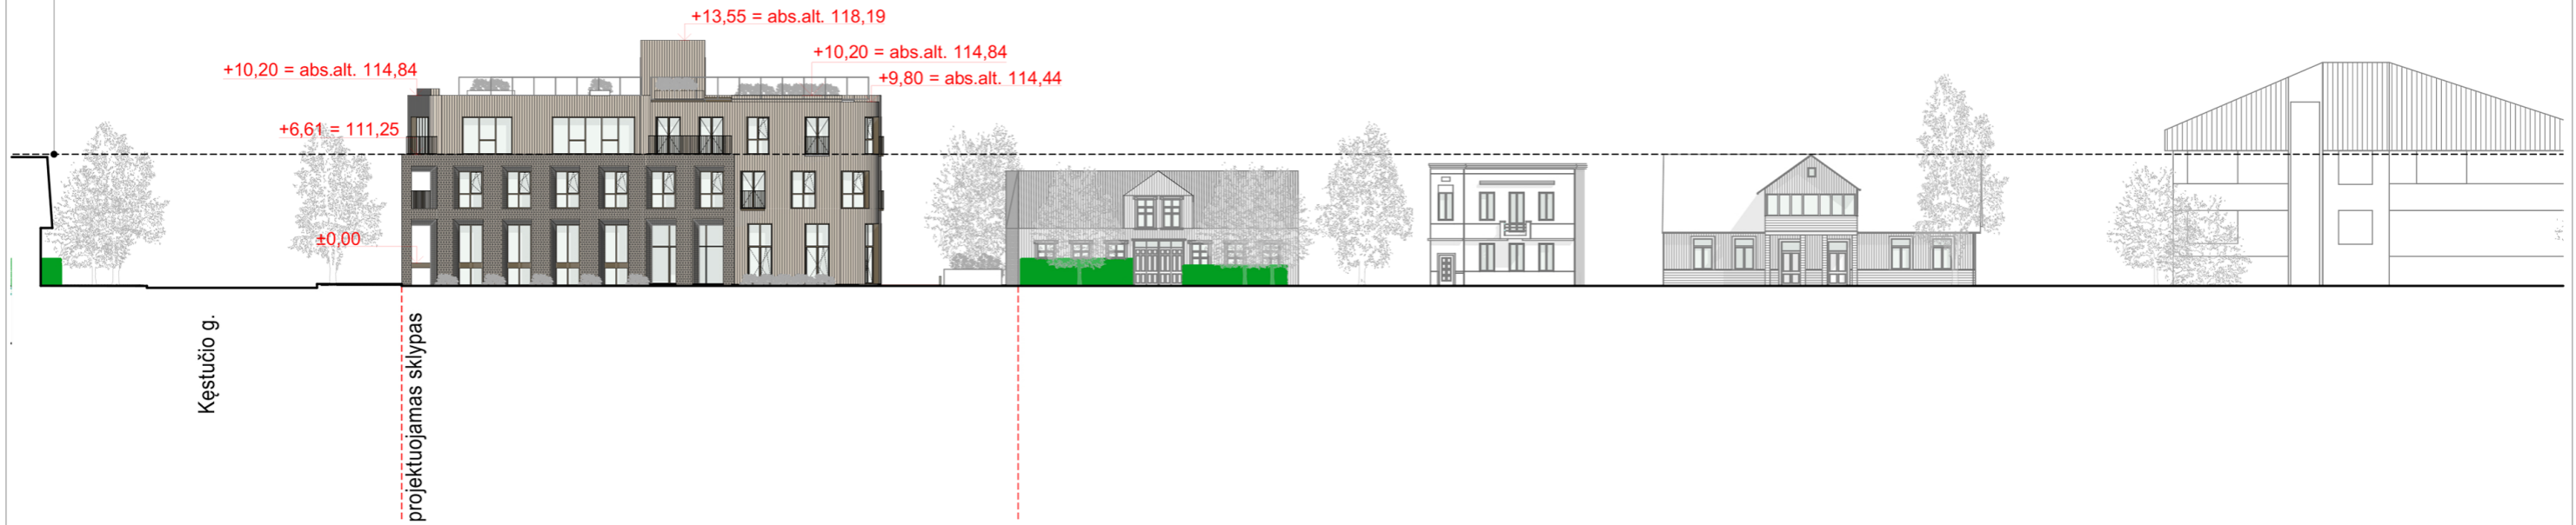 +13,55 = abs.alt. 118,19
+10,20 = abs.alt. 114,84
+10,20 = abs.alt. 114,84
+9,80 = abs.alt. 114,44
+6,61 = 111,25
±0,00
Kęstučio g.
projektuojamas sklypas